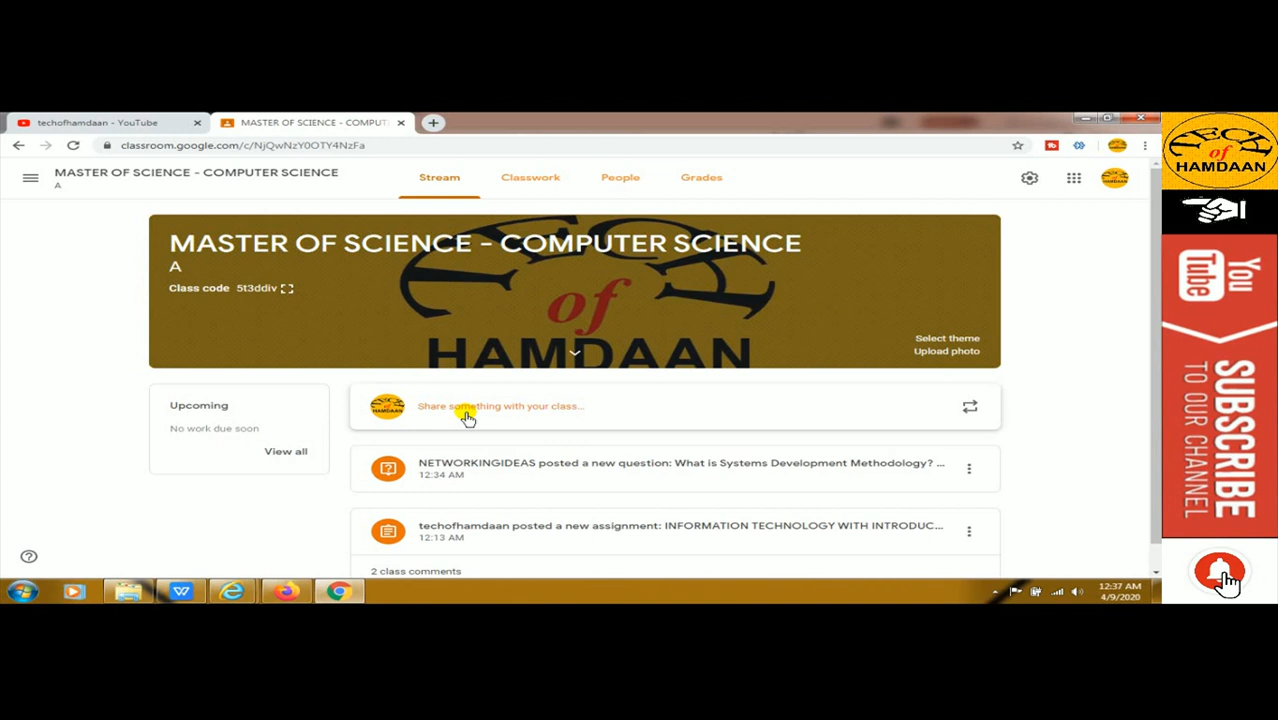 techofhamdaan - YouTube
MASTER OF SCIENCE - COMPUT
classroom.google.com/c/NjQwNzY0OTY4NzFa
MASTER OF SCIENCE - COMPUTER SCIENCE
A
Stream
Classwork
People
Grades
TECH
of
HAMDAAN
MASTER OF SCIENCE - COMPUTER SCIENCE
A
Class code 5t3ddiv
TECH
of
HAMDAAN
Select theme
Upload photo
Upcoming
No work due soon
View all
Share something with your class...
NETWORKINGIDEAS posted a new question: What is Systems Development Methodology? ...
12:34 AM
techofhamdaan posted a new assignment: INFORMATION TECHNOLOGY WITH INTRODUC...
12:13 AM
2 class comments
12:37 AM
4/9/2020
You
Tube
SUBSCRIBE
TO OUR CHANNEL